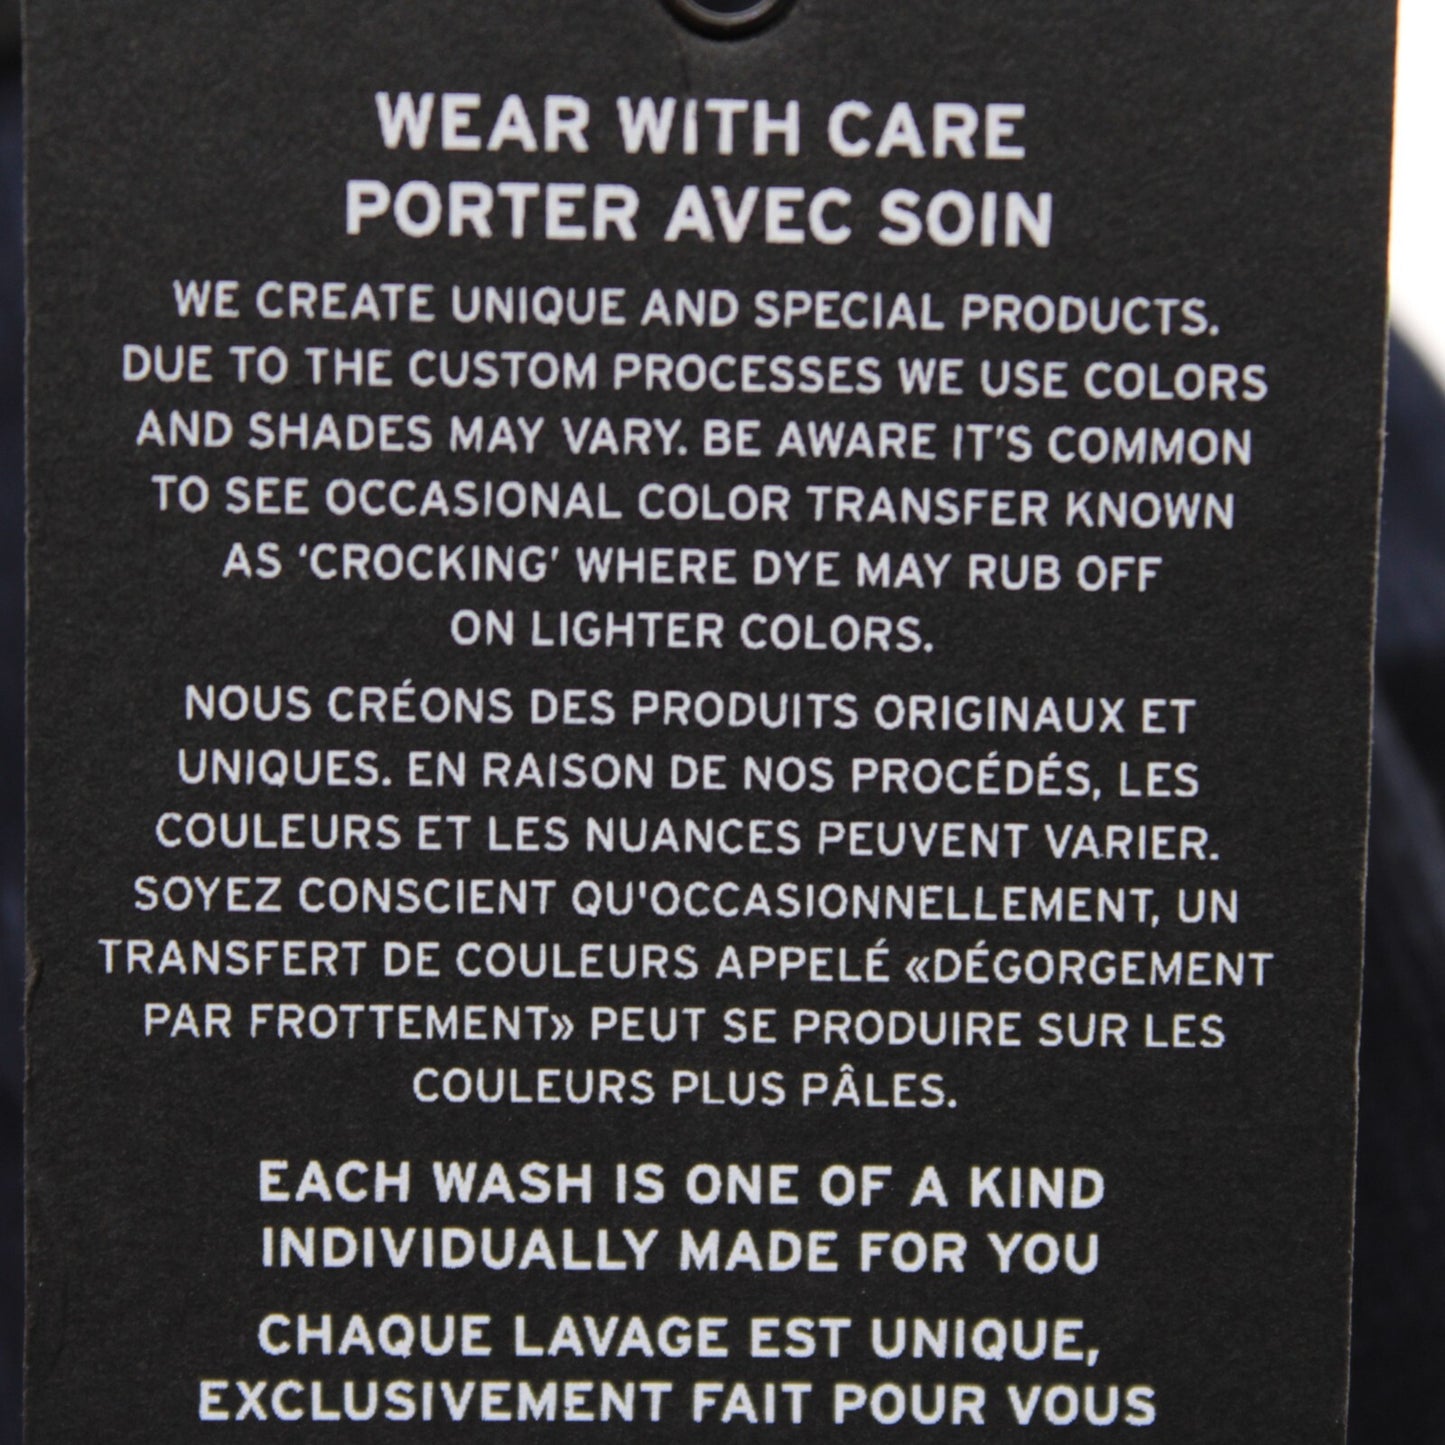 WEAR WITH CARE
PORTER AVEC SOIN
WE CREATE UNIQUE AND SPECIAL PRODUCTS.
DUE TO THE CUSTOM PROCESSES WE USE COLORS
AND SHADES MAY VARY. BE AWARE IT'S COMMON
TO SEE OCCASIONAL COLOR TRANSFER KNOWN
AS ‘CROCKING’ WHERE DYE MAY RUB OFF
ON LIGHTER COLORS.
NOUS CRÉONS DES PRODUITS ORIGINAUX ET
UNIQUES. EN RAISON DE NOS PROCÉDÉS, LES
COULEURS ET LES NUANCES PEUVENT VARIER.
SOYEZ CONSCIENT QU'OCCASIONNELLEMENT, UN
TRANSFERT DE COULEURS APPELÉ «DÉGORGEMENT
PAR FROTTEMENT» PEUT SE PRODUIRE SUR LES
COULEURS PLUS PÂLES.
EACH WASH IS ONE OF A KIND
INDIVIDUALLY MADE FOR YOU
CHAQUE LAVAGE EST UNIQUE,
EXCLUSIVEMENT FAIT POUR VOUS